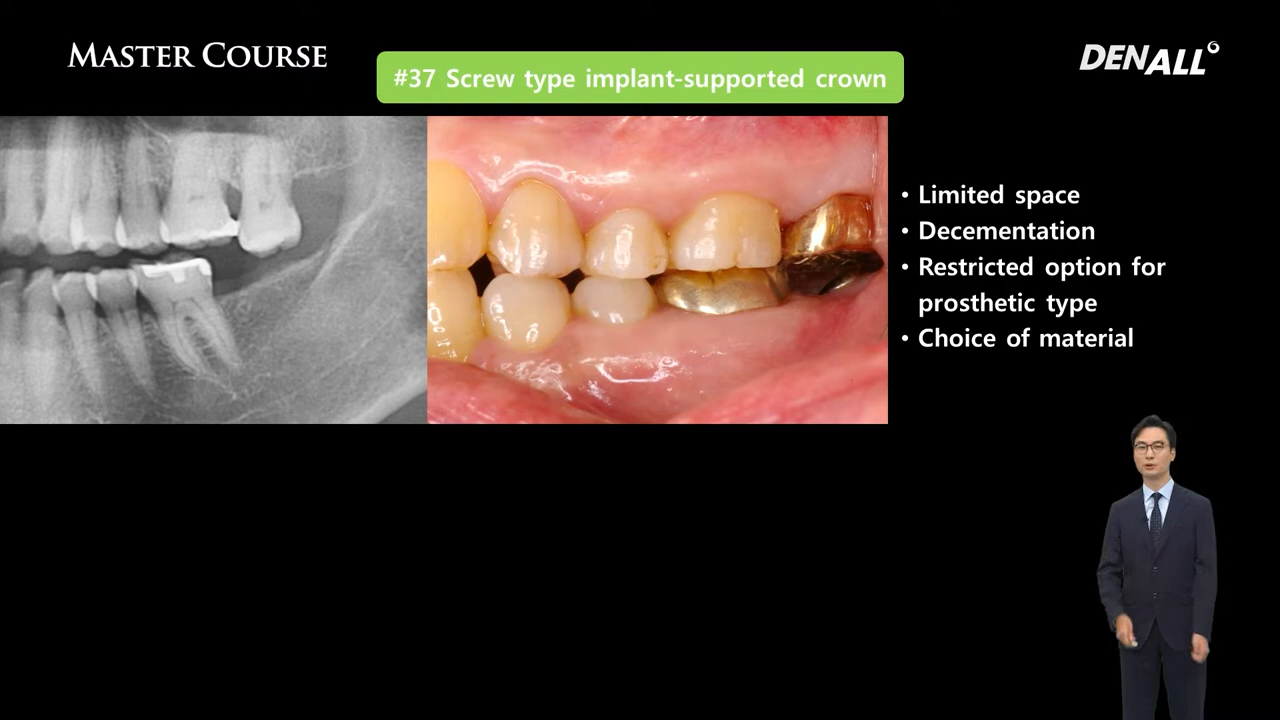 MASTER COURSE
#37 Screw type implant-supported crown
DENALL
• Limited space
• Decementation
• Restricted option for
prosthetic type
• Choice of material